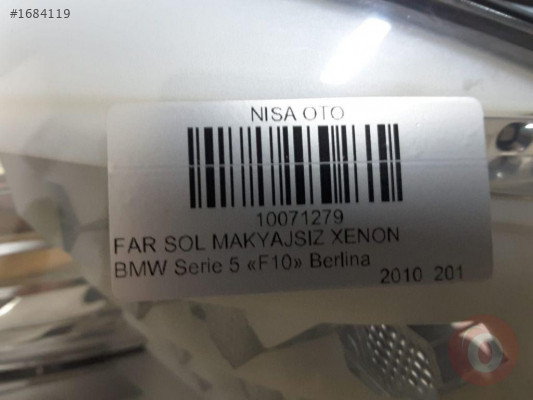 #1684119
NISA OTO
10071279
FAR SOL MAKYAJSIZ XENON
BMW Serie 5 «F10» Berlina
2010 201